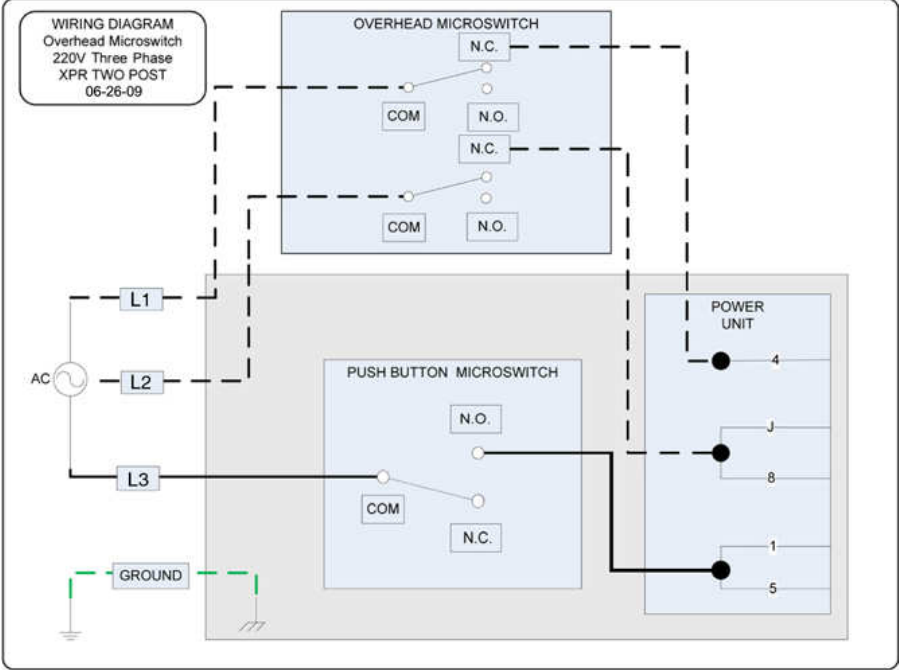 WIRING DIAGRAM
Overhead Microswitch
220V Three Phase
XPR TWO POST
06-26-09
OVERHEAD MICROSWITCH
N.C.
COM
N.O.
N.C.
COM
N.O.
L1
AC
L2
L3
GROUND
PUSH BUTTON MICROSWITCH
N.O.
COM
N.C.
POWER
UNIT
4
J
8
1
5